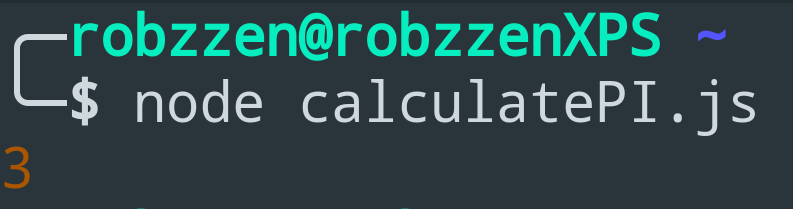 robzzen@robzzenXPS ~
$ node calculatePI.js
3